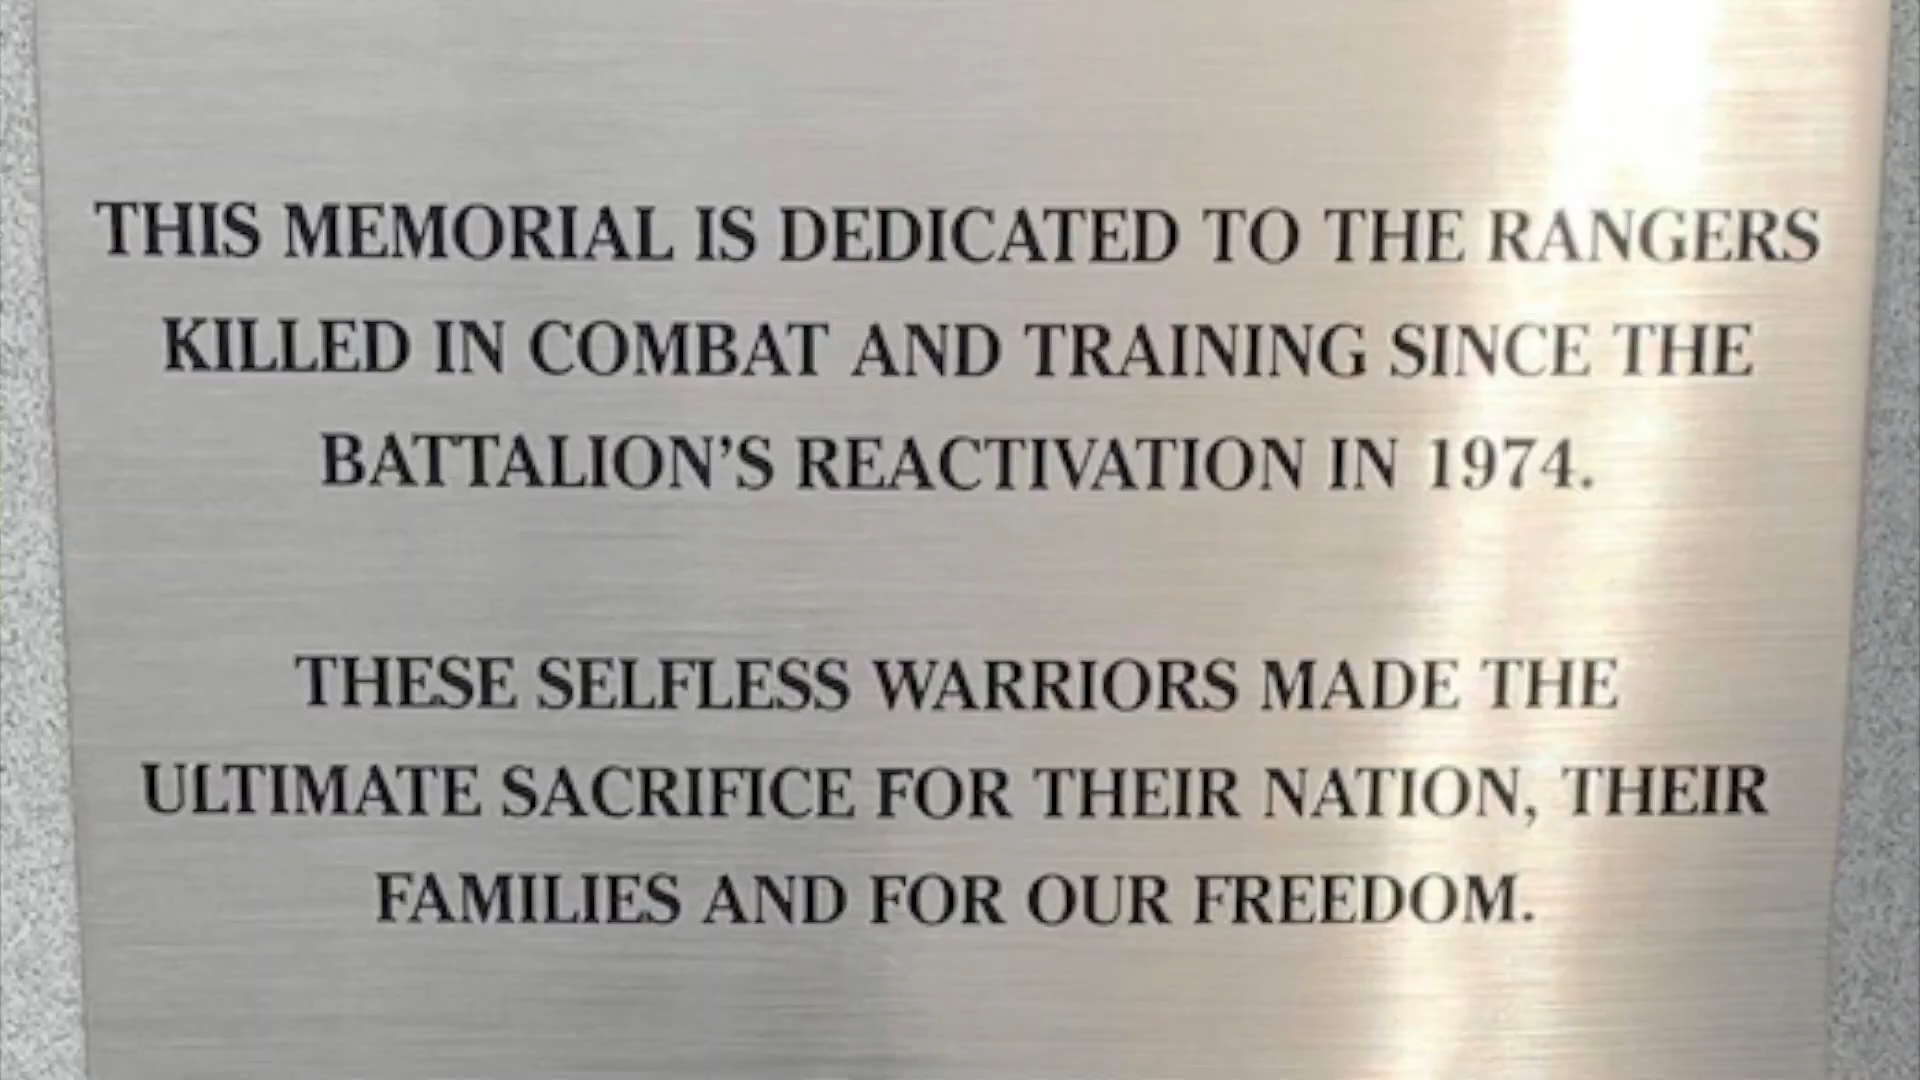 THIS MEMORIAL IS DEDICATED TO THE RANGERS
KILLED IN COMBAT AND TRAINING SINCE THE
BATTALION’S REACTIVATION IN 1974.
THESE SELFLESS WARRIORS MADE THE
ULTIMATE SACRIFICE FOR THEIR NATION, THEIR
FAMILIES AND FOR OUR FREEDOM.